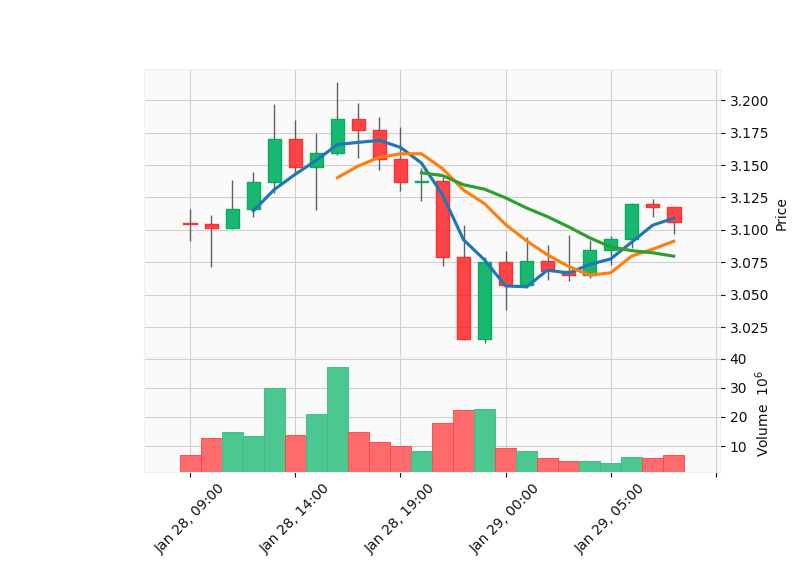 3.200
3.175
3.150
3.125
3.100
3.075
3.050
3.025
Price
40
30
20
10
Volume 10⁶
Jan 28, 09:00
Jan 28, 14:00
Jan 28, 19:00
Jan 29, 00:00
Jan 29, 05:00